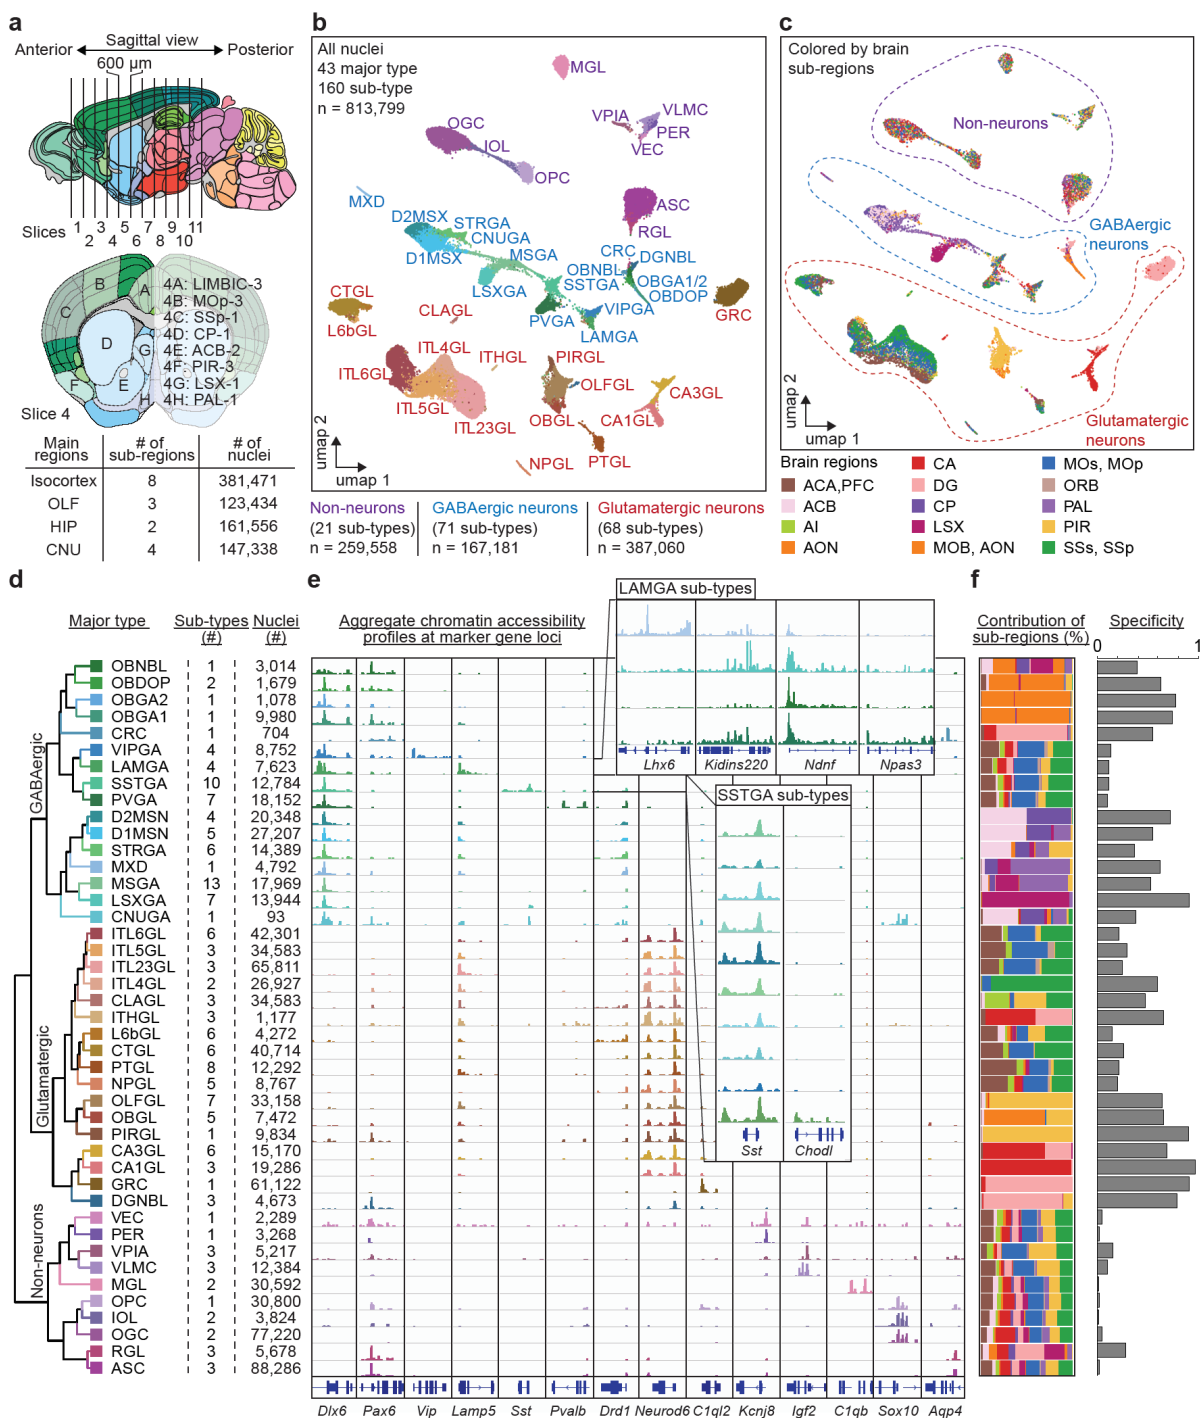 a
Sagittal view
Anterior
Posterior
600 µm
Slices
1
2
3
4
5
6
7
8
9
10
11
B
A
C
D
G
E
F
H
4A: LIMBIC-3
4B: MOp-3
4C: SSp-1
4D: CP-1
4E: ACB-2
4F: PIR-3
4G: LSX-1
4H: PAL-1
Slice 4
Main regions # of sub-regions # of nuclei
Isocortex 8 381,471
OLF 3 123,434
HIP 2 161,556
CNU 4 147,338
b
All nuclei
43 major type
160 sub-type
n = 813,799
MGL
VPIA
VLMC
PER
VEC
OGC
IOL
OPC
MXD
ASC
RGL
D2MSX
STRGA
CNUGA
D1MSX
MSGA
LSXGA
CRC
DGNBL
OBNBL
SSTGA
OBGA1/2
OBDOP
PVGA
VIPGA
LAMGA
GRC
CTGL
L6bGL
CLAGL
ITL4GL
ITHGL
ITL6GL
ITL5GL
ITL23GL
PIRGL
OLFGL
OBGL
CA3GL
CA1GL
NPGL
PTGL
umap 2
umap 1
Non-neurons
(21 sub-types)
n = 259,558
GABAergic neurons
(71 sub-types)
n = 167,181
Glutamatergic neurons
(68 sub-types)
n = 387,060
c
Colored by brain
sub-regions
Non-neurons
GABAergic
neurons
Glutamatergic
neurons
umap 2
umap 1
Brain regions
ACA,PFC
ACB
AI
AON
CA
DG
CP
LSX
MOB, AON
MOs, MOp
ORB
PAL
PIR
SSs, SSp
d
Major type Sub-types (#) Nuclei (#)
GABAergic
Glutamatergic
Non-neurons
OBNBL 1 3,014
OBDOP 2 1,679
OBGA2 1 1,078
OBGA1 1 9,980
CRC 1 704
VIPGA 4 8,752
LAMGA 4 7,623
SSTGA 10 12,784
PVGA 7 18,152
D2MSN 4 20,348
D1MSN 5 27,207
STRGA 6 14,389
MXD 1 4,792
MSGA 13 17,969
LSXGA 7 13,944
CNUGA 1 93
ITL6GL 6 42,301
ITL5GL 3 34,583
ITL23GL 3 65,811
ITL4GL 2 26,927
CLAGL 3 34,583
ITHGL 3 1,177
L6bGL 6 4,272
CTGL 6 40,714
PTGL 8 12,292
NPGL 5 8,767
OLFGL 7 33,158
OBGL 5 7,472
PIRGL 1 9,834
CA3GL 6 15,170
CA1GL 3 19,286
GRC 1 61,122
DGNBL 3 4,673
VEC 1 2,289
PER 1 3,268
VPIA 3 5,217
VLMC 3 12,384
MGL 2 30,592
OPC 1 30,800
IOL 2 3,824
OGC 2 77,220
RGL 3 5,678
ASC 3 88,286
e
Aggregate chromatin accessibility
profiles at marker gene loci
LAMGA sub-types
Lhx6 Kidins220 Ndnf Npas3
SSTGA sub-types
Sst Chodl
Dlx6 Pax6 Vip Lamp5 Sst Pvalb Drd1 Neurod6 C1ql2 Kcnj8 Igf2 C1qb Sox10 Aqp4
f
Contribution of
sub-regions (%)
Specificity
0 1